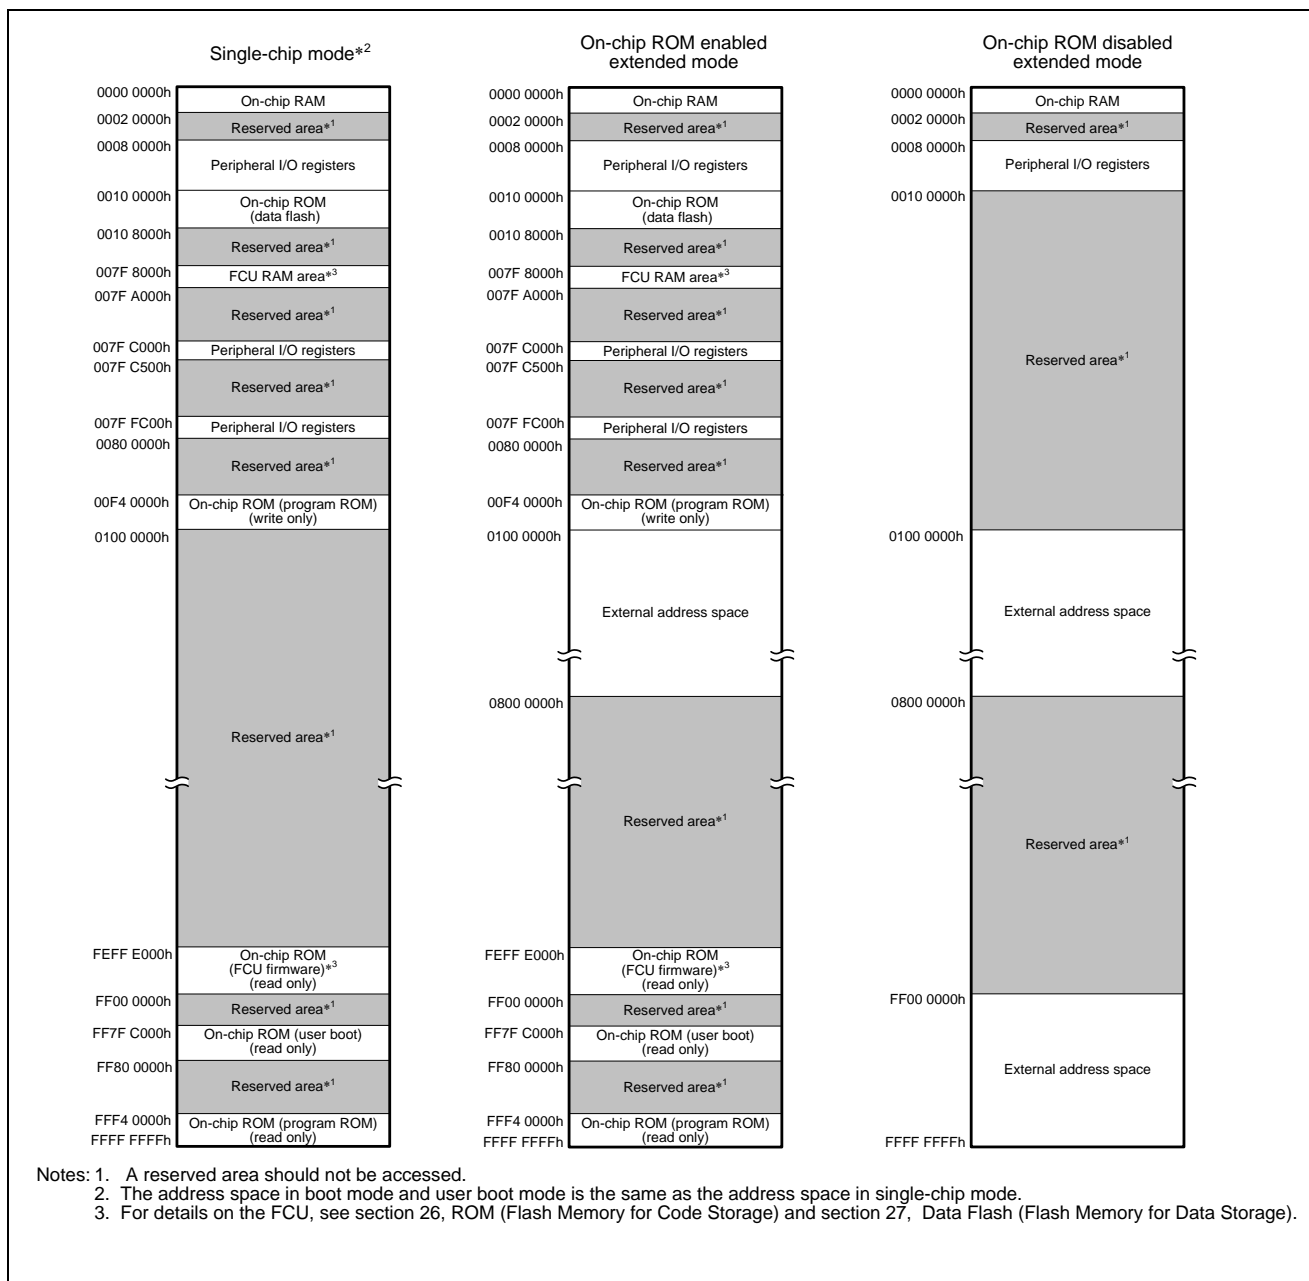 Single-chip mode*2
0000 0000h
On-chip RAM
0002 0000h
Reserved area*1
0008 0000h
Peripheral I/O registers
0010 0000h
On-chip ROM
(data flash)
0010 8000h
Reserved area*1
007F 8000h
FCU RAM area*3
007F A000h
Reserved area*1
007F C000h
Peripheral I/O registers
007F C500h
Reserved area*1
007F FC00h
Peripheral I/O registers
0080 0000h
Reserved area*1
00F4 0000h
On-chip ROM (program ROM)
(write only)
0100 0000h
Reserved area*1
FEFF E000h
On-chip ROM
(FCU firmware)*3
(read only)
FF00 0000h
Reserved area*1
FF7F C000h
On-chip ROM (user boot)
(read only)
FF80 0000h
Reserved area*1
FFF4 0000h
On-chip ROM (program ROM)
(read only)
FFFF FFFFh
On-chip ROM enabled
extended mode
0000 0000h
On-chip RAM
0002 0000h
Reserved area*1
0008 0000h
Peripheral I/O registers
0010 0000h
On-chip ROM
(data flash)
0010 8000h
Reserved area*1
007F 8000h
FCU RAM area*3
007F A000h
Reserved area*1
007F C000h
Peripheral I/O registers
007F C500h
Reserved area*1
007F FC00h
Peripheral I/O registers
0080 0000h
Reserved area*1
00F4 0000h
On-chip ROM (program ROM)
(write only)
0100 0000h
External address space
0800 0000h
Reserved area*1
FEFF E000h
On-chip ROM
(FCU firmware)*3
(read only)
FF00 0000h
Reserved area*1
FF7F C000h
On-chip ROM (user boot)
(read only)
FF80 0000h
Reserved area*1
FFF4 0000h
On-chip ROM (program ROM)
(read only)
FFFF FFFFh
On-chip ROM disabled
extended mode
0000 0000h
On-chip RAM
0002 0000h
Reserved area*1
0008 0000h
Peripheral I/O registers
0010 0000h
Reserved area*1
0100 0000h
External address space
0800 0000h
Reserved area*1
FF00 0000h
External address space
FFFF FFFFh
Notes: 1. A reserved area should not be accessed.
2. The address space in boot mode and user boot mode is the same as the address space in single-chip mode.
3. For details on the FCU, see section 26, ROM (Flash Memory for Code Storage) and section 27, Data Flash (Flash Memory for Data Storage).